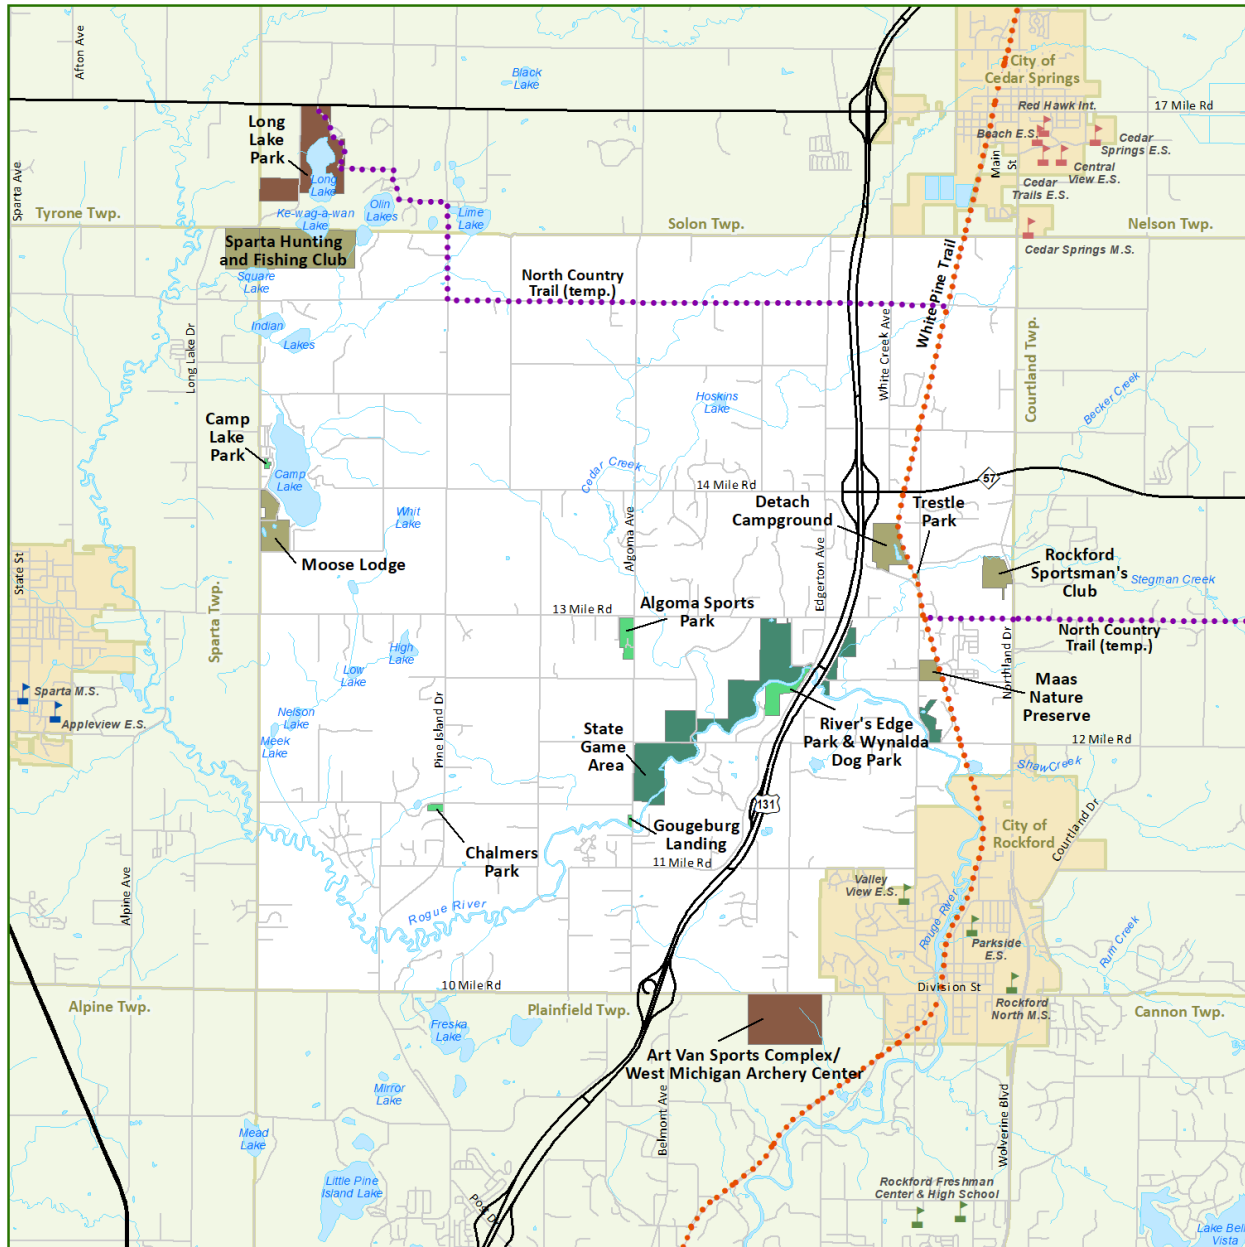 Afton Ave
Black
Lake
City of
Cedar Springs
Red Hawk Int.
17 Mile Rd
Beach E.S.
Cedar
Springs E.S.
Main
St
Central
View E.S.
Cedar
Trails E.S.
Long
Lake
Park
Long
Lake
Sparta Ave
Tyrone Twp.
Ke-wag-a-wan
Lake
Olin
Lakes
Lime
Lake
Solon Twp.
Nelson Twp.
Cedar Springs M.S.
Sparta Hunting
and Fishing Club
Square
Lake
North Country
Trail (temp.)
White Pine Trail
Indian
Lakes
Long Lake Dr
White Creek Ave
Courtland Twp.
Becker Creek
Hoskins
Lake
Camp
Lake
Park
Camp
Lake
Cedar Creek
14 Mile Rd
57
Detach
Campground
Trestle
Park
Whit
Lake
Moose Lodge
Algoma Ave
Edgerton Ave
Rockford
Sportsman's
Club
Stegman Creek
State St
Sparta Twp.
13 Mile Rd
Algoma Sports
Park
North Country
Trail (temp.)
Northland Dr
High
Lake
Low
Lake
Sparta M.S.
Appleview E.S.
Nelson
Lake
Meek
Lake
Pine Island Dr
State
Game
Area
River's Edge
Park & Wynalda
Dog Park
Maas
Nature
Preserve
12 Mile Rd
Shaw Creek
131
Gougeburg
Landing
City of
Rockford
Courtland Dr
Chalmers
Park
11 Mile Rd
Valley
View E.S.
Alpine Ave
Rogue River
Rouge River
Parkside
E.S.
Rum Creek
10 Mile Rd
Division St
Alpine Twp.
Plainfield Twp.
Rockford
North M.S.
Cannon Twp.
Freska
Lake
Art Van Sports Complex/
West Michigan Archery Center
Mirror
Lake
Belmont Ave
Wolverine Blvd
Mead
Lake
Little Pine
Island Lake
Post Dr
Rockford Freshman
Center & High School
Lake Bell
Vista